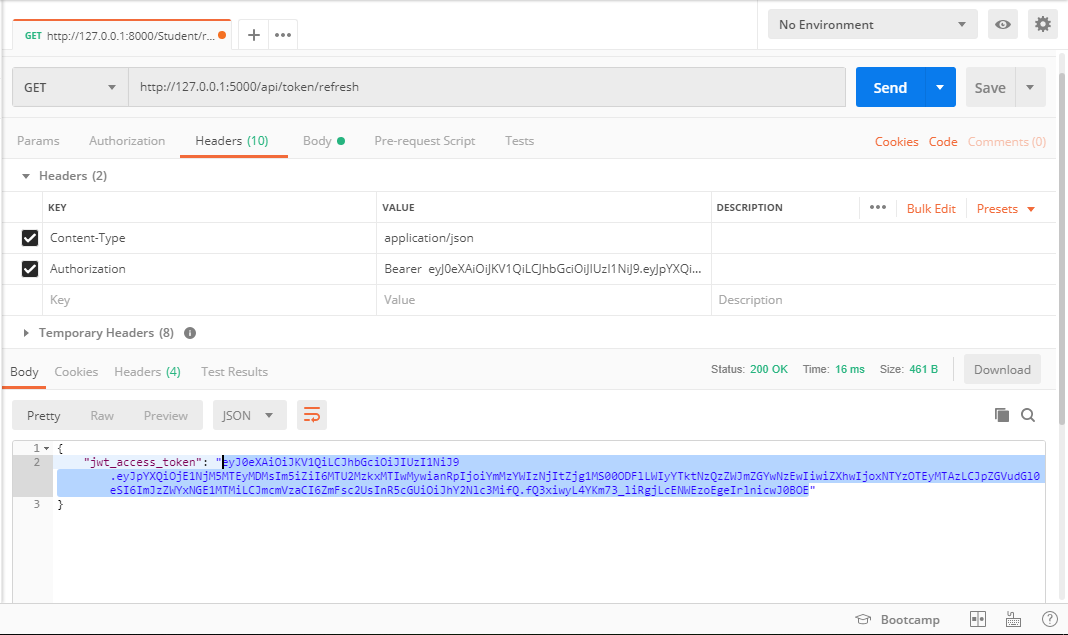 GET http://127.0.0.1:8000/Student/r...
No Environment
GET http://127.0.0.1:5000/api/token/refresh Send Save
Params Authorization Headers (10) Body Pre-request Script Tests Cookies Code Comments (0)
Headers (2)
KEY VALUE DESCRIPTION ••• Bulk Edit Presets
Content-Type application/json
Authorization Bearer eyJ0eXAiOiJKV1QiLCJhbGciOiJIUzI1NiJ9.eyJpYXQi...
Key Value Description
Temporary Headers (8)
Body Cookies Headers (4) Test Results Status: 200 OK Time: 16 ms Size: 461 B Download
Pretty Raw Preview JSON
1 {
2 "jwt_access_token": "eyJ0eXAiOiJKV1QiLCJhbGciOiJIUzI1NiJ9
.eyJpYXQiOjE1NjM5MTEyMDMsIm5iZiI6MTU2MzkxMTIwMywianRpIjoiYmMzYWIzNjItZjg1MS00ODFlLWIyYTktNzQzZWJmZGYwNzEwIiwiZXhwIjoxNTYzOTEyMTAzLCJpZGVudGl0
eSI6ImJzZWYxNGE1MTMiLCJmcmVzaCI6ZmFsc2UsInR5cGUiOiJhY2Nlc3MifQ.fQ3xiwyL4YKm73_liRgjLcENWEzoEgeIrlnicwJ0BOE"
3 }
Bootcamp